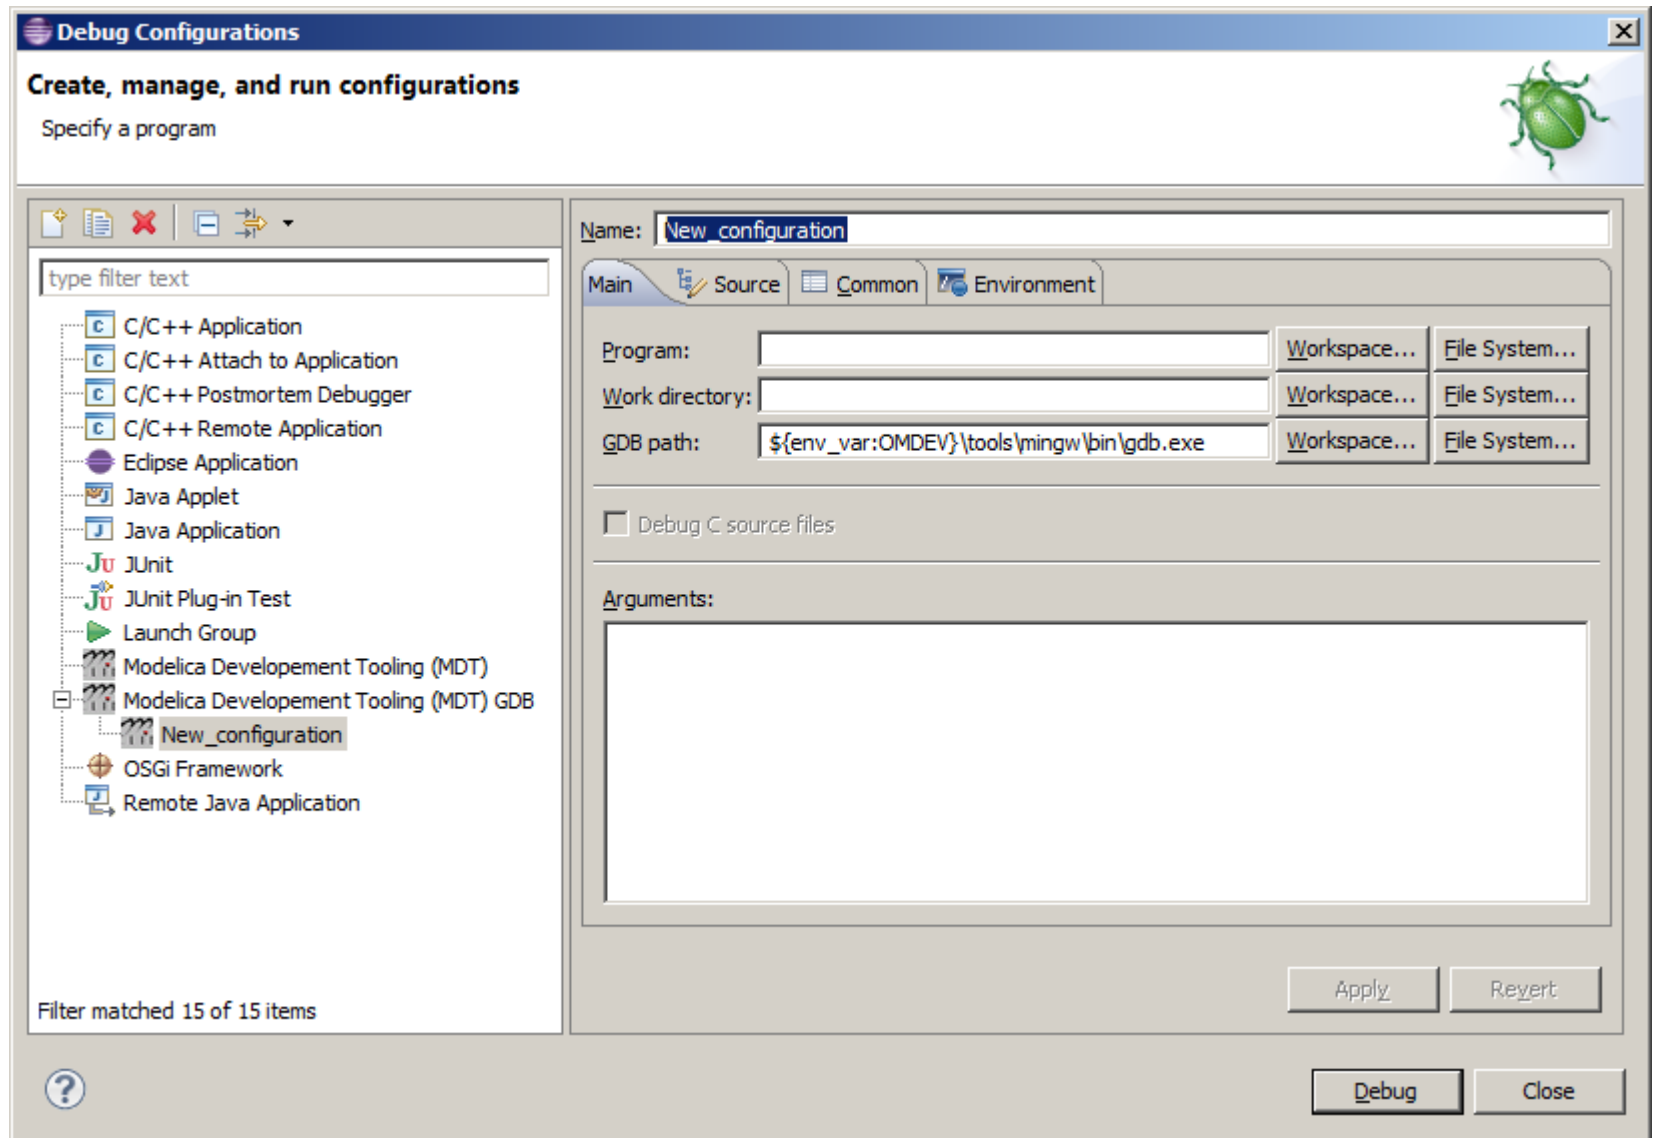 Debug Configurations
Create, manage, and run configurations
Specify a program
type filter text
C/C++ Application
C/C++ Attach to Application
C/C++ Postmortem Debugger
C/C++ Remote Application
Eclipse Application
Java Applet
Java Application
JUnit
JUnit Plug-in Test
Launch Group
Modelica Developement Tooling (MDT)
Modelica Developement Tooling (MDT) GDB
New_configuration
OSGi Framework
Remote Java Application
Filter matched 15 of 15 items
Name: New_configuration
Main Source Common Environment
Program: Workspace... File System...
Work directory: Workspace... File System...
GDB path: ${env_var:OMDEV}\tools\mingw\bin\gdb.exe Workspace... File System...
Debug C source files
Arguments:
Apply Revert
Debug Close